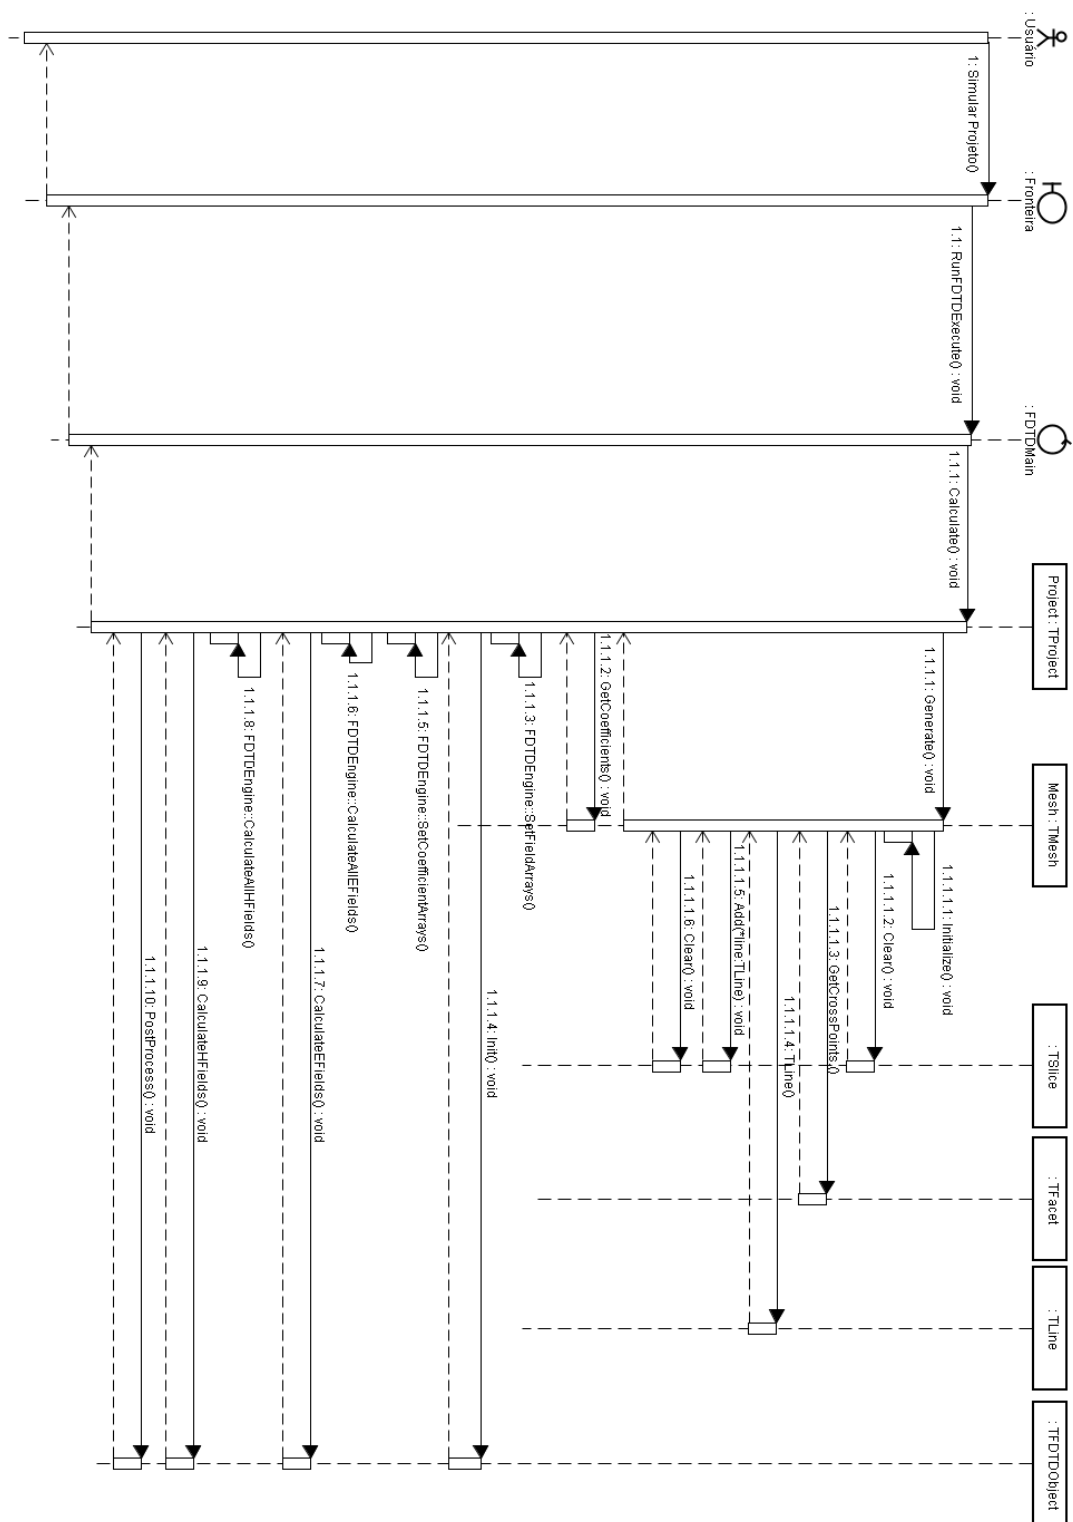 : Usuário
: Fronteira
: FDTDMain
Project : TProject
Mesh : TMesh
: TSlice
: TFacet
: TLine
: TFDTDObject
1: Simular Projeto()
1.1: RunFDTDExecute() : void
1.1.1: Calculate() : void
1.1.1.1: Generate() : void
1.1.1.1.1: Initialize() : void
1.1.1.1.2: Clear() : void
1.1.1.1.3: GetCrossPoints.()
1.1.1.1.4: TLine()
1.1.1.1.5: Add(*line:TLine) : void
1.1.1.1.6: Clear() : void
1.1.1.2: GetCoefficients() : void
1.1.1.3: FDTDEngine::SetFieldArrays()
1.1.1.4: Init() : void
1.1.1.5: FDTDEngine::SetCoefficientArrays()
1.1.1.6: FDTDEngine::CalculateAllEFields()
1.1.1.7: CalculateEFields() : void
1.1.1.8: FDTDEngine::CalculateAllHFields()
1.1.1.9: CalculateHFields() : void
1.1.1.10: PostProcess() : void